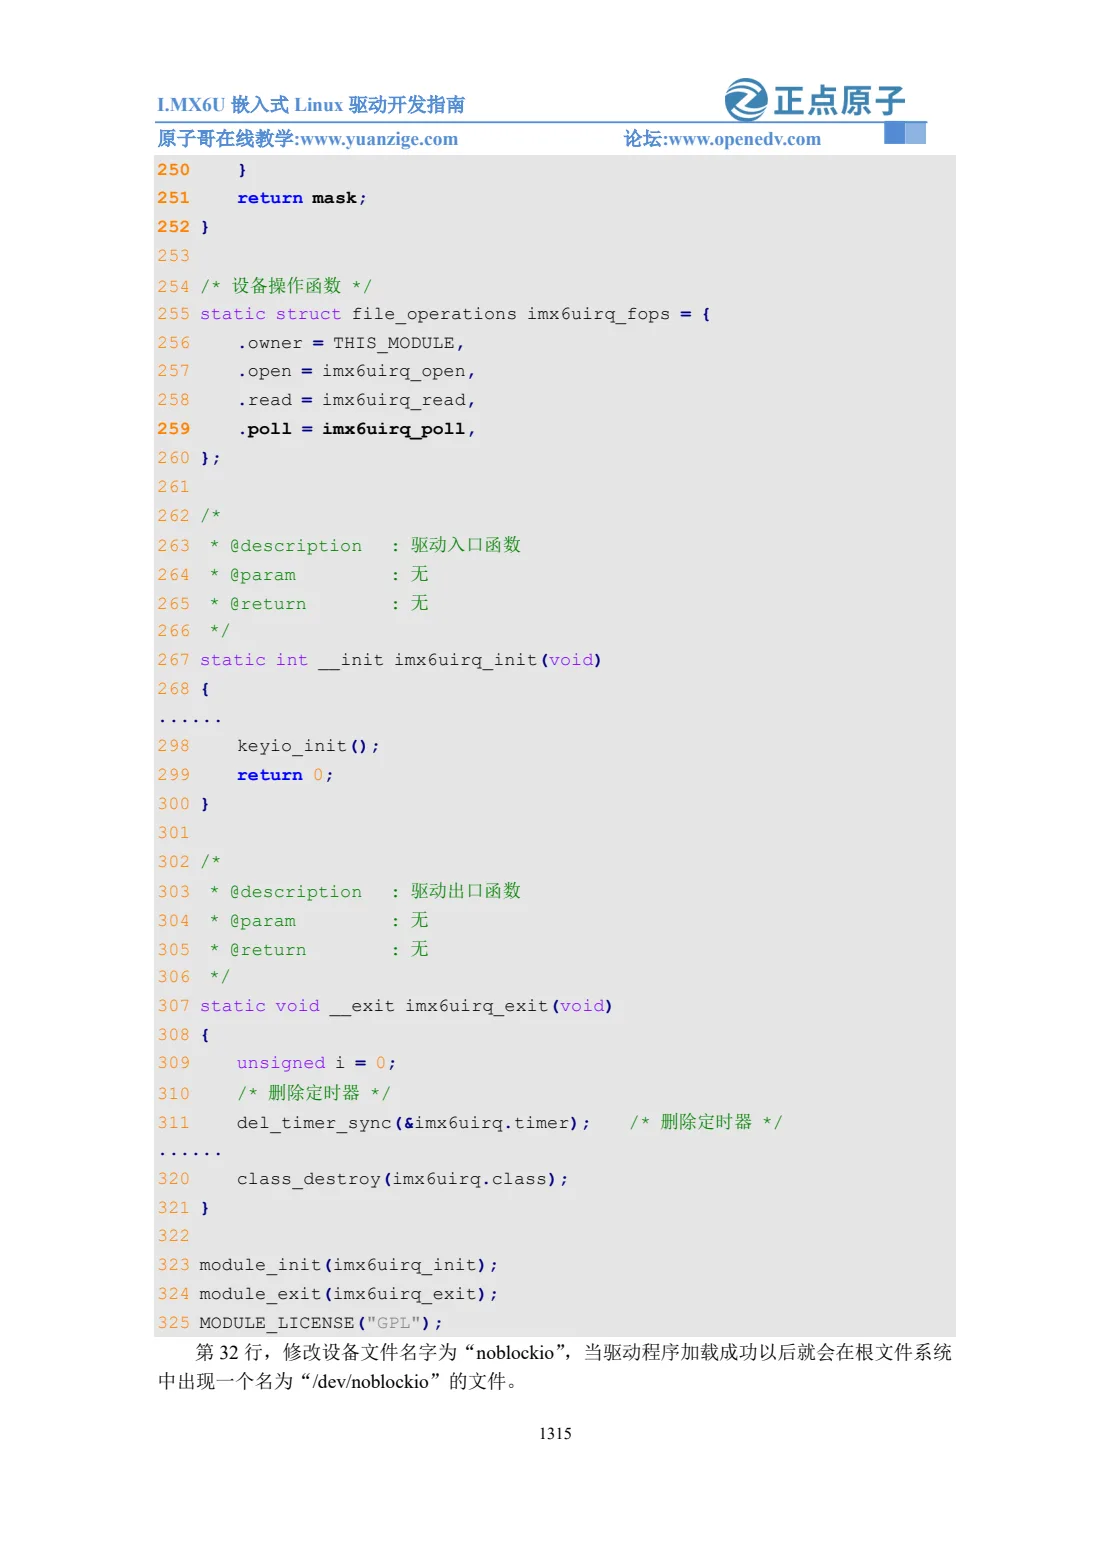 I.MX6U 嵌入式 Linux 驱动开发指南
正点原子
原子哥在线教学:www.yuanzige.com 论坛:www.openedv.com
250     }
251     return mask;
252 }
253
254 /* 设备操作函数 */
255 static struct file_operations imx6uirq_fops = {
256     .owner = THIS_MODULE,
257     .open = imx6uirq_open,
258     .read = imx6uirq_read,
259     .poll = imx6uirq_poll,
260 };
261
262 /*
263  * @description   : 驱动入口函数
264  * @param         : 无
265  * @return        : 无
266  */
267 static int __init imx6uirq_init(void)
268 {
......
298     keyio_init();
299     return 0;
300 }
301
302 /*
303  * @description   : 驱动出口函数
304  * @param         : 无
305  * @return        : 无
306  */
307 static void __exit imx6uirq_exit(void)
308 {
309     unsigned i = 0;
310     /* 删除定时器 */
311     del_timer_sync(&imx6uirq.timer);    /* 删除定时器 */
......
320     class_destroy(imx6uirq.class);
321 }
322
323 module_init(imx6uirq_init);
324 module_exit(imx6uirq_exit);
325 MODULE_LICENSE("GPL");
第 32 行，修改设备文件名字为“noblockio”，当驱动程序加载成功以后就会在根文件系统
中出现一个名为“/dev/noblockio”的文件。
1315